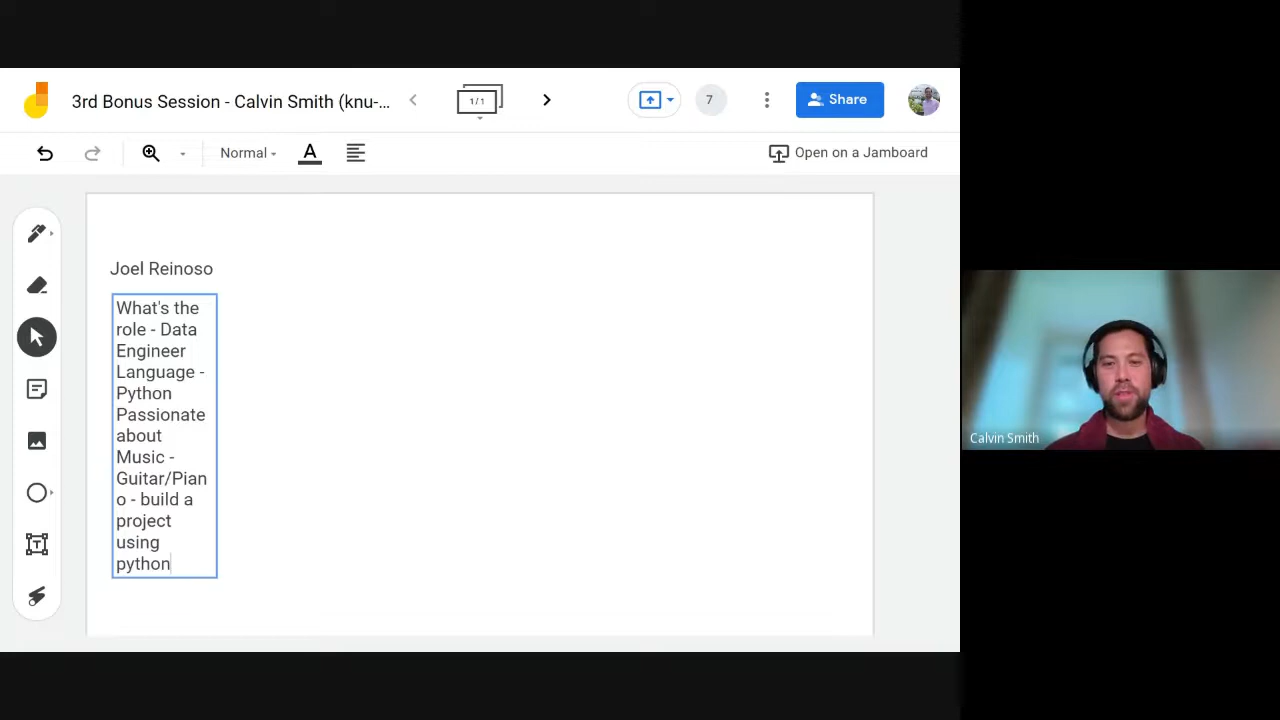 3rd Bonus Session - Calvin Smith (knu-...
1/1
7
Share
Normal
A
Open on a Jamboard
Joel Reinoso
What's the
role - Data
Engineer
Language -
Python
Passionate
about
Music -
Guitar/Pian
o - build a
project
using
python
T
Calvin Smith